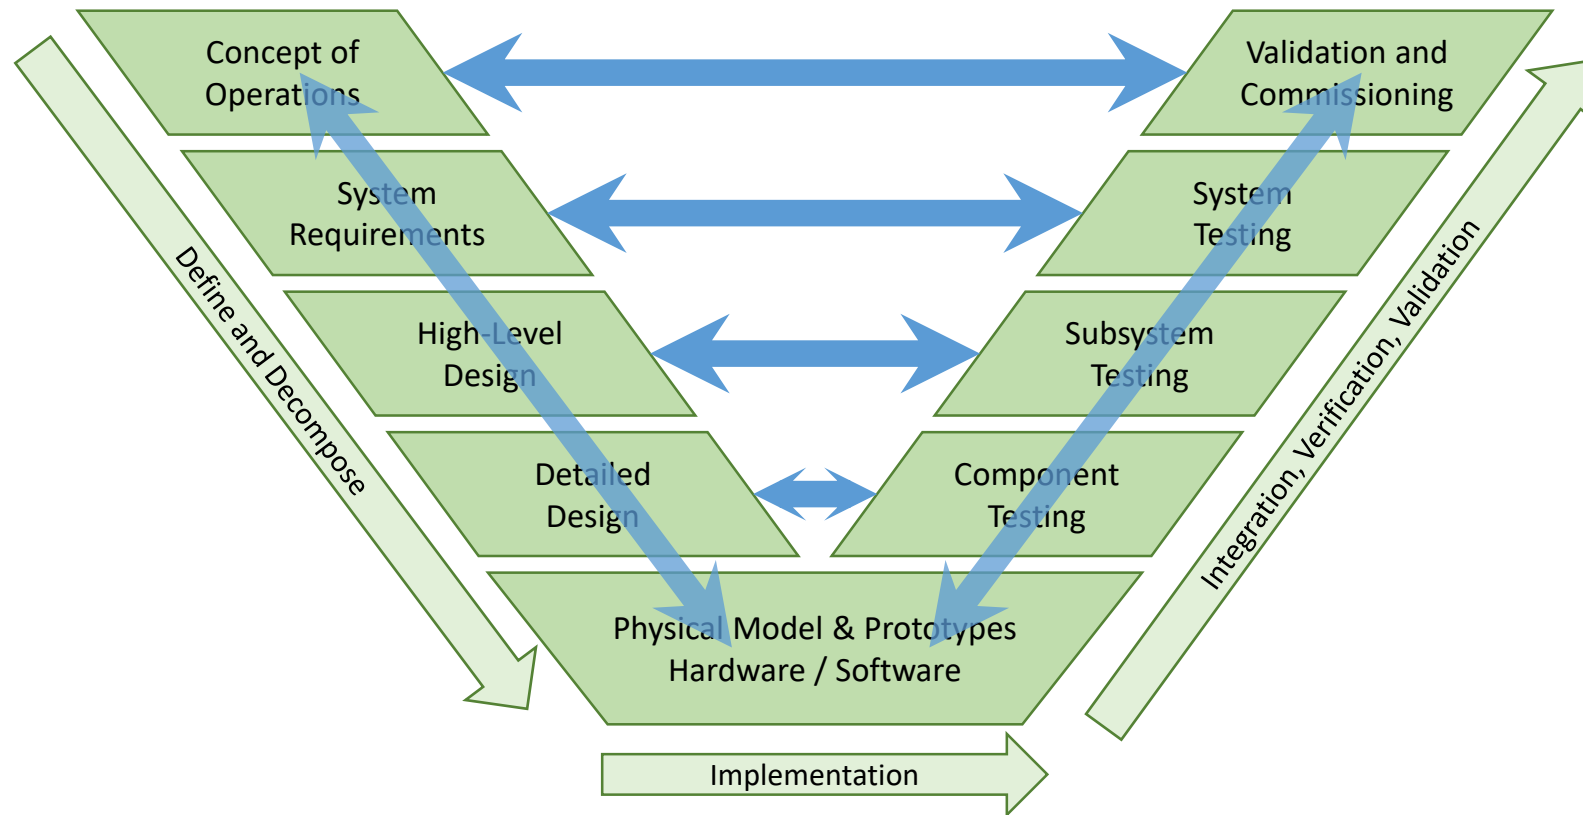 Concept of
Operations
Validation and
Commissioning
System
Requirements
System
Testing
High-Level
Design
Subsystem
Testing
Detailed
Design
Component
Testing
Physical Model & Prototypes
Hardware / Software
Define and Decompose
Implementation
Integration, Verification, Validation